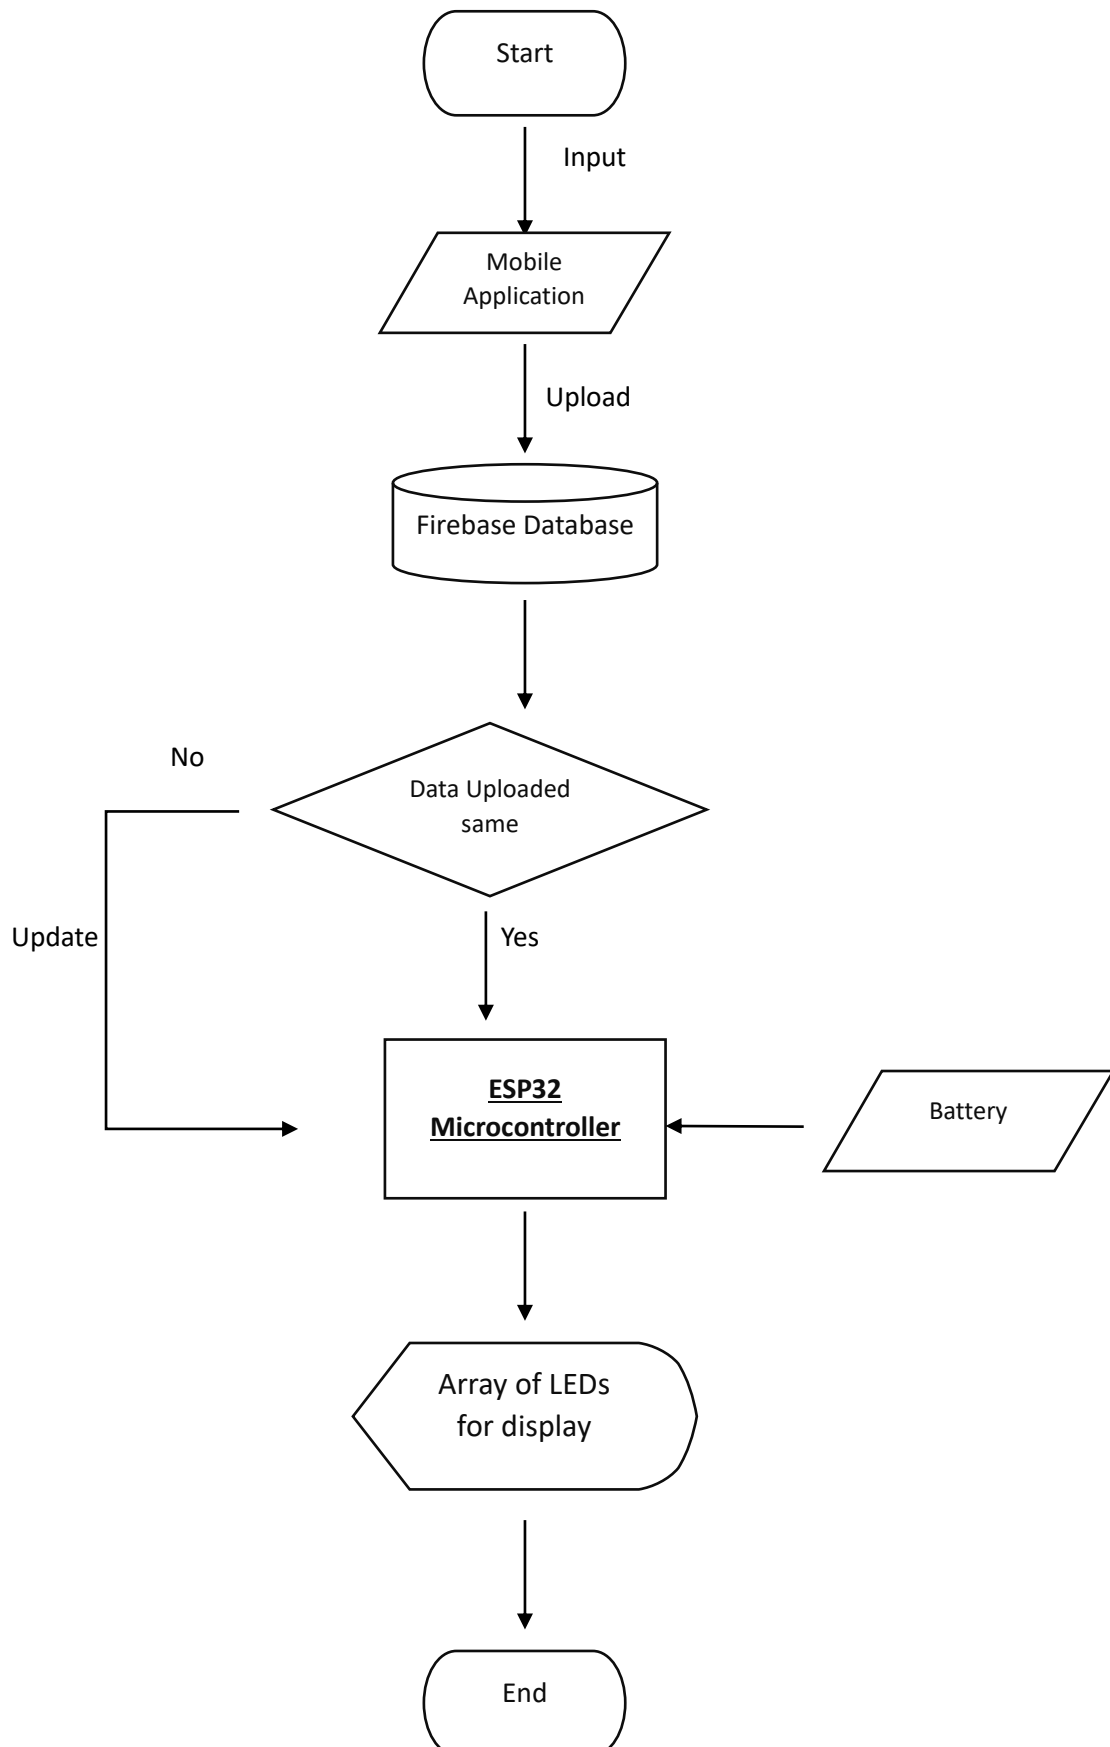 Start
Input
Mobile
Application
Upload
Firebase Database
No
Data Uploaded
same
Update
Yes
ESP32
Microcontroller
Battery
Array of LEDs
for display
End